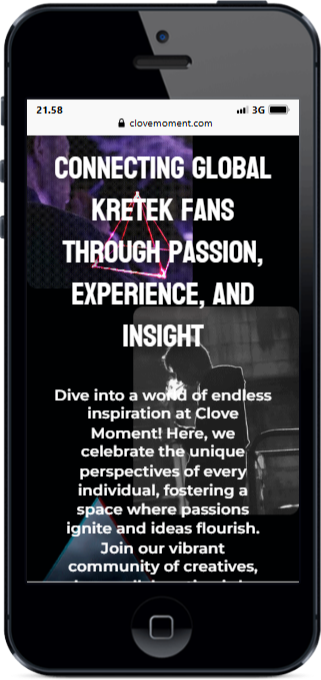 21.58
3G
clovemoment.com
CONNECTING GLOBAL
KRETEK FANS
THROUGH PASSION,
EXPERIENCE, AND
INSIGHT
Dive into a world of endless
inspiration at Clove
Moment! Here, we
celebrate the unique
perspectives of every
individual, fostering a
space where passions
ignite and ideas flourish.
Join our vibrant
community of creatives,